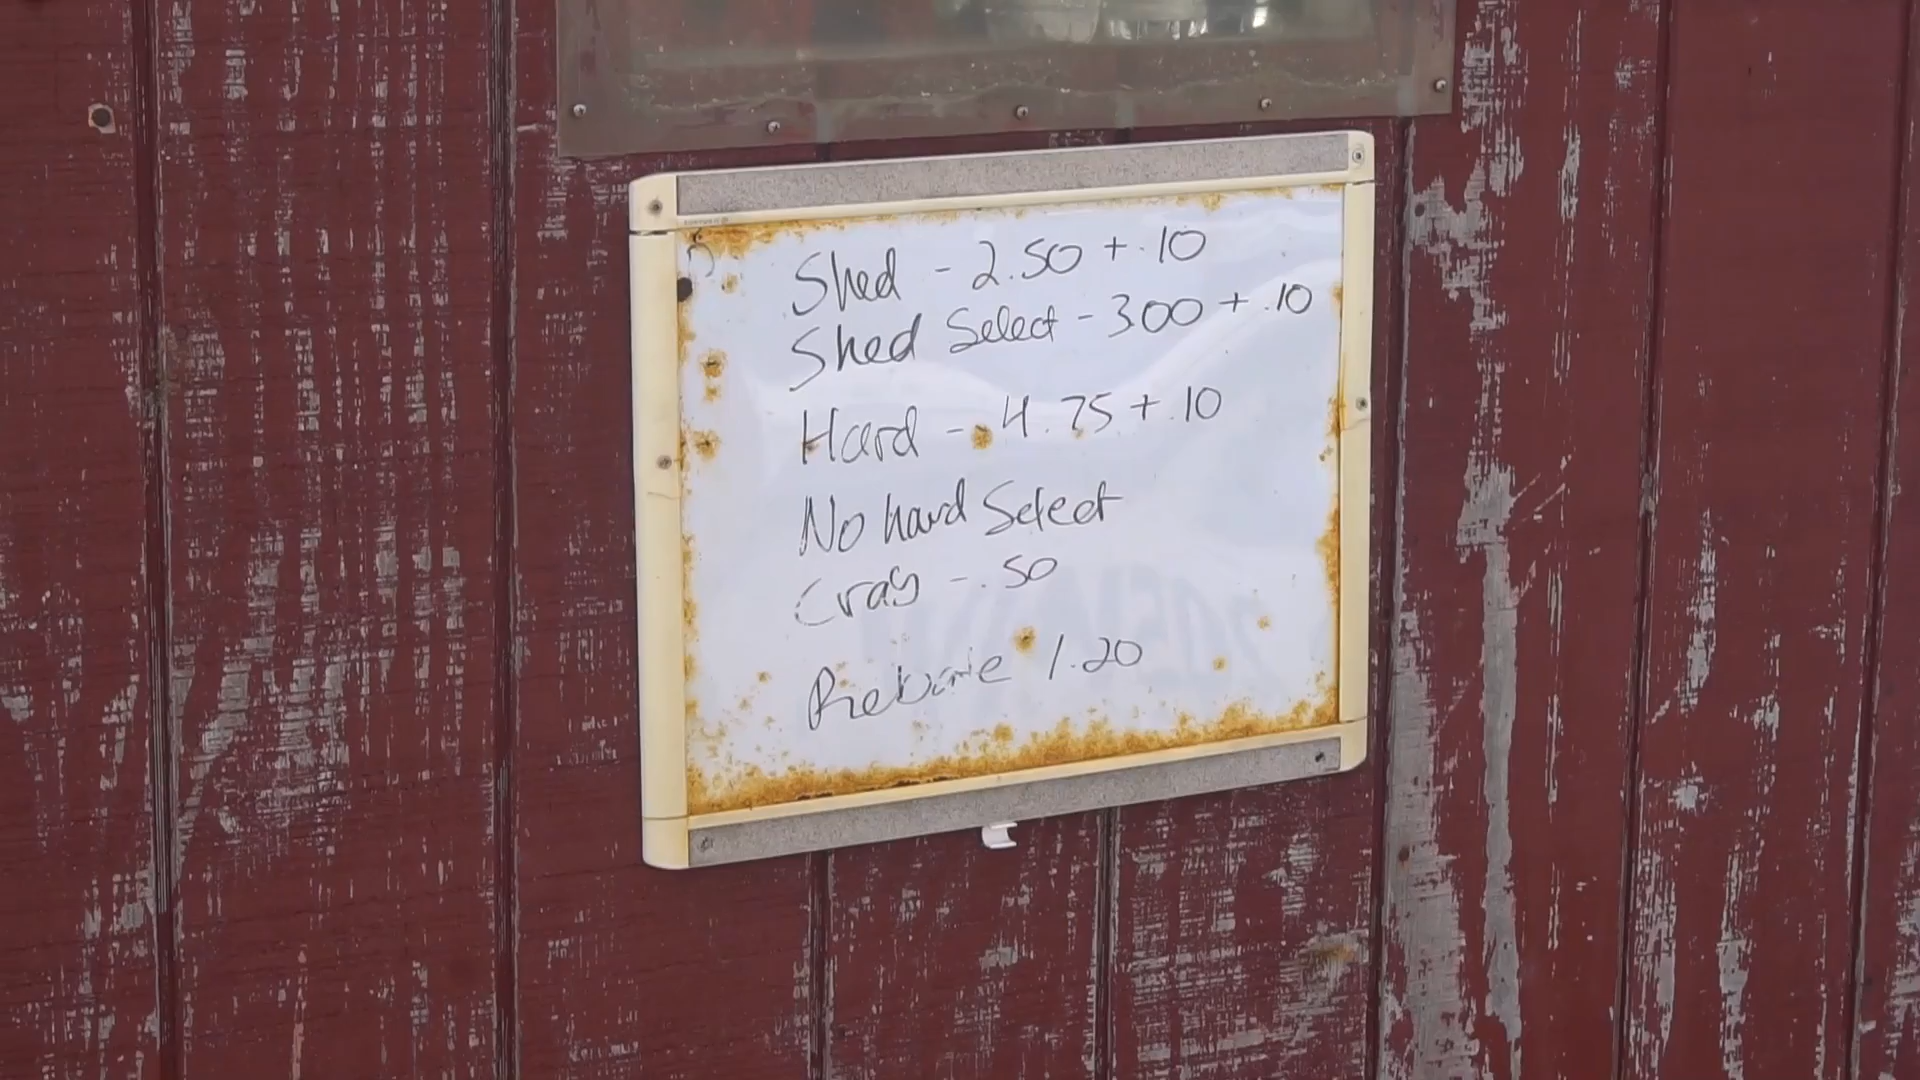 Shed - 2.50 + .10
Shed Select - 3.00 + .10
Hard - 4.75 + .10
No hard Select
Crab - .50
Rebate 1.20